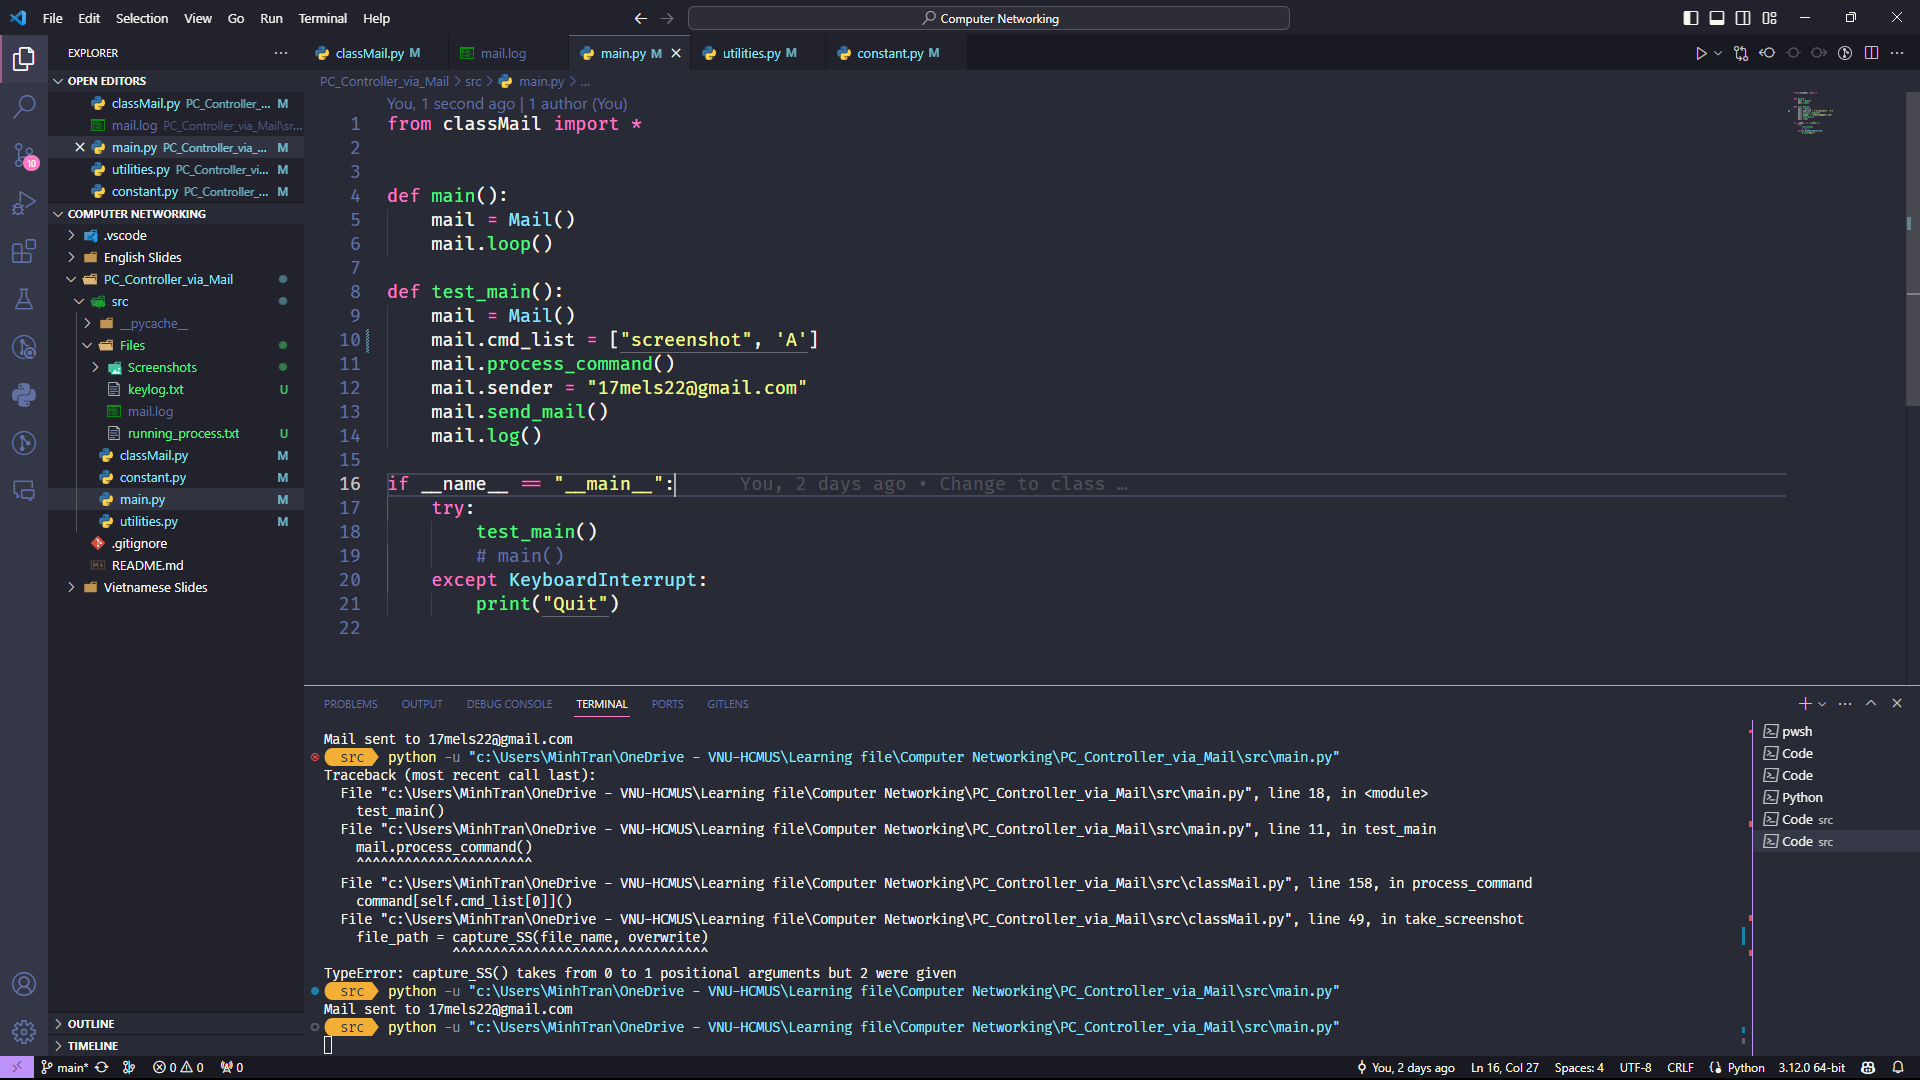 File Edit Selection View Go Run Terminal Help
Computer Networking
EXPLORER
OPEN EDITORS
classMail.py PC_Controller_... M
mail.log PC_Controller_via_Mail\sr...
main.py PC_Controller_via_... M
utilities.py PC_Controller_vi... M
constant.py PC_Controller_... M
COMPUTER NETWORKING
.vscode
English Slides
PC_Controller_via_Mail
src
__pycache__
Files
Screenshots
keylog.txt U
mail.log
running_process.txt U
classMail.py M
constant.py M
main.py M
utilities.py M
.gitignore
README.md
Vietnamese Slides
OUTLINE
TIMELINE
10
classMail.py M mail.log main.py M utilities.py M constant.py M
PC_Controller_via_Mail > src > main.py > ...
You, 1 second ago | 1 author (You)
1 from classMail import *
2
3
4 def main():
5 mail = Mail()
6 mail.loop()
7
8 def test_main():
9 mail = Mail()
10 mail.cmd_list = ["screenshot", 'A']
11 mail.process_command()
12 mail.sender = "17mels22@gmail.com"
13 mail.send_mail()
14 mail.log()
15
16 if __name__ == "__main__": You, 2 days ago • Change to class …
17 try:
18 test_main()
19 # main()
20 except KeyboardInterrupt:
21 print("Quit")
22
PROBLEMS OUTPUT DEBUG CONSOLE TERMINAL PORTS GITLENS
Mail sent to 17mels22@gmail.com
src python -u "c:\Users\MinhTran\OneDrive - VNU-HCMUS\Learning file\Computer Networking\PC_Controller_via_Mail\src\main.py"
Traceback (most recent call last):
File "c:\Users\MinhTran\OneDrive - VNU-HCMUS\Learning file\Computer Networking\PC_Controller_via_Mail\src\main.py", line 18, in <module>
test_main()
File "c:\Users\MinhTran\OneDrive - VNU-HCMUS\Learning file\Computer Networking\PC_Controller_via_Mail\src\main.py", line 11, in test_main
mail.process_command()
^^^^^^^^^^^^^^^^^^^^^^
File "c:\Users\MinhTran\OneDrive - VNU-HCMUS\Learning file\Computer Networking\PC_Controller_via_Mail\src\classMail.py", line 158, in process_command
command[self.cmd_list[0]]()
File "c:\Users\MinhTran\OneDrive - VNU-HCMUS\Learning file\Computer Networking\PC_Controller_via_Mail\src\classMail.py", line 49, in take_screenshot
file_path = capture_SS(file_name, overwrite)
^^^^^^^^^^^^^^^^^^^^^^^^^^^^^^^^
TypeError: capture_SS() takes from 0 to 1 positional arguments but 2 were given
src python -u "c:\Users\MinhTran\OneDrive - VNU-HCMUS\Learning file\Computer Networking\PC_Controller_via_Mail\src\main.py"
Mail sent to 17mels22@gmail.com
src python -u "c:\Users\MinhTran\OneDrive - VNU-HCMUS\Learning file\Computer Networking\PC_Controller_via_Mail\src\main.py"
pwsh
Code
Code
Python
Code src
Code src
main* 0 0 0 You, 2 days ago Ln 16, Col 27 Spaces: 4 UTF-8 CRLF Python 3.12.0 64-bit